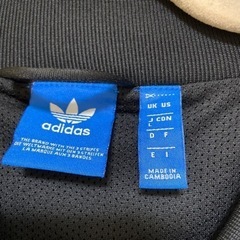 adidas
THE BRAND WITH THE 3 STRIPES
DIE WELTMARKE MIT DEN 3 STREIFEN
LA MARQUE AUX 3 BANDES
UK US
J CDN
L
D F
E I
MADE IN
CAMBODIA